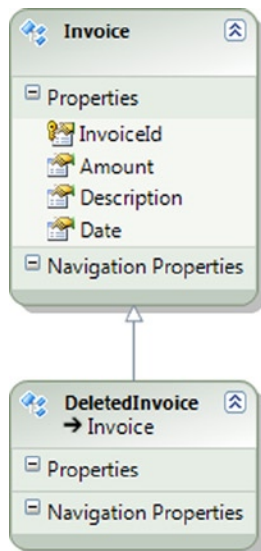 Invoice
Properties
InvoiceId
Amount
Description
Date
Navigation Properties
DeletedInvoice
Invoice
Properties
Navigation Properties